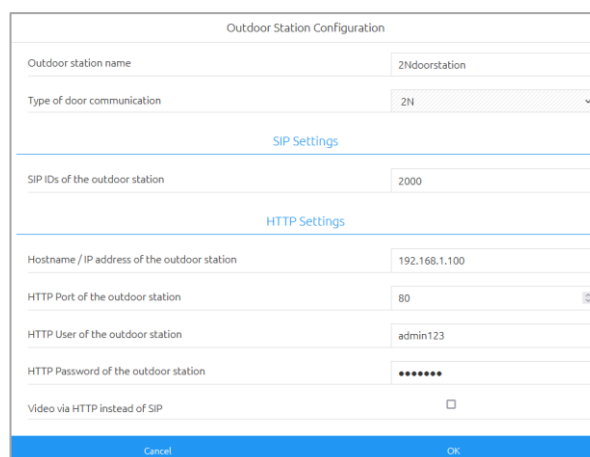 Outdoor Station Configuration
Outdoor station name 2Ndoorstation
Type of door communication 2N
SIP Settings
SIP IDs of the outdoor station 2000
HTTP Settings
Hostname / IP address of the outdoor station 192.168.1.100
HTTP Port of the outdoor station 80
HTTP User of the outdoor station admin123
HTTP Password of the outdoor station •••••••
Video via HTTP instead of SIP
Cancel OK